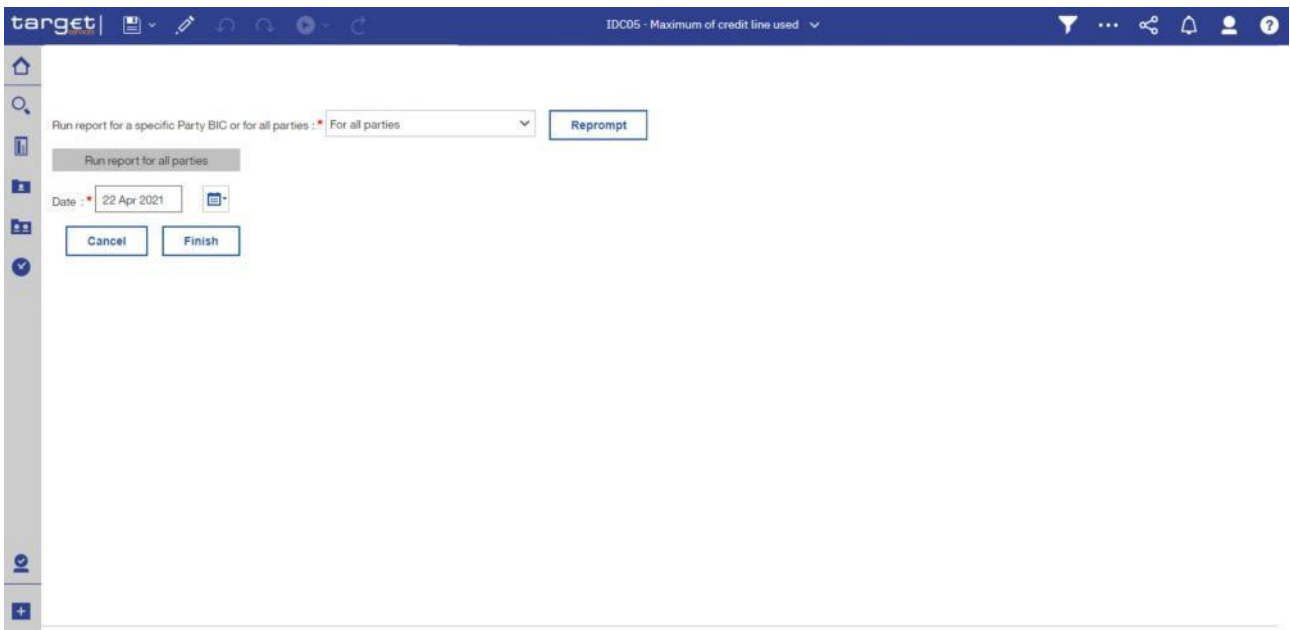 target|
services
IDC05 - Maximum of credit line used
Run report for a specific Party BIC or for all parties : * For all parties
Reprompt
Run report for all parties
Date : * 22 Apr 2021
Cancel Finish